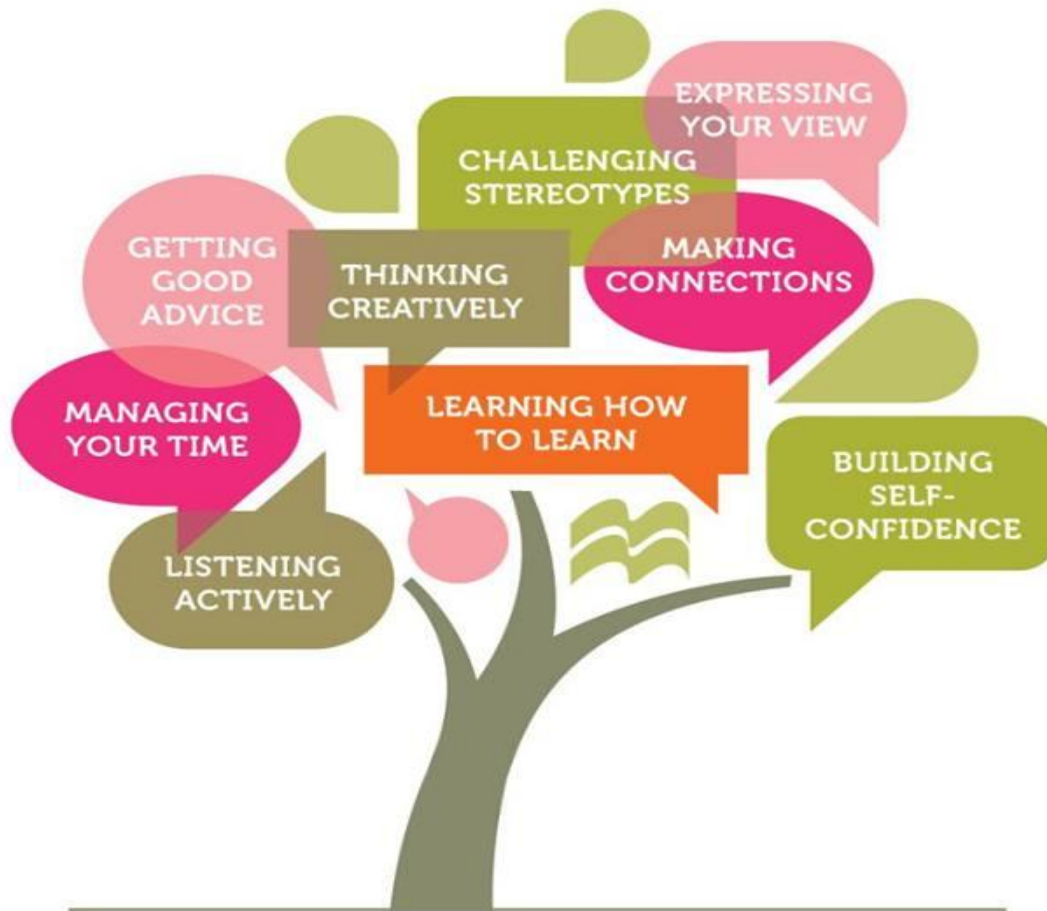 EXPRESSING
YOUR VIEW
CHALLENGING
STEREOTYPES
GETTING
GOOD
ADVICE
THINKING
CREATIVELY
MAKING
CONNECTIONS
MANAGING
YOUR TIME
LEARNING HOW
TO LEARN
BUILDING
SELF-
CONFIDENCE
LISTENING
ACTIVELY